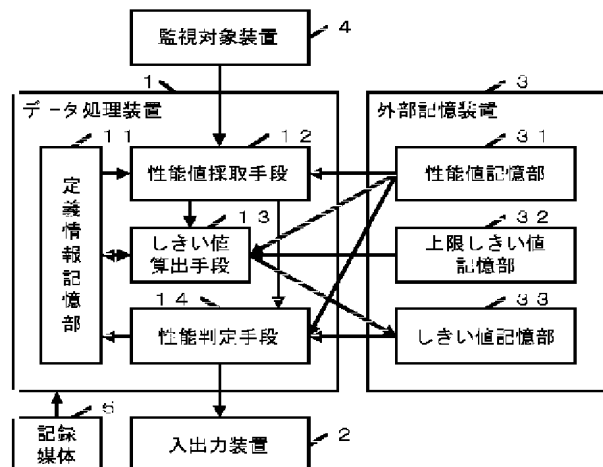 監視対象装置
4
1
3
データ処理装置
外部記憶装置
11
12
31
性能値採取手段
性能値記憶部
定義情報記憶部
13
32
しきい値
算出手段
上限しきい値
記憶部
14
33
性能判定手段
しきい値記憶部
5
記録
媒体
入出力装置
2